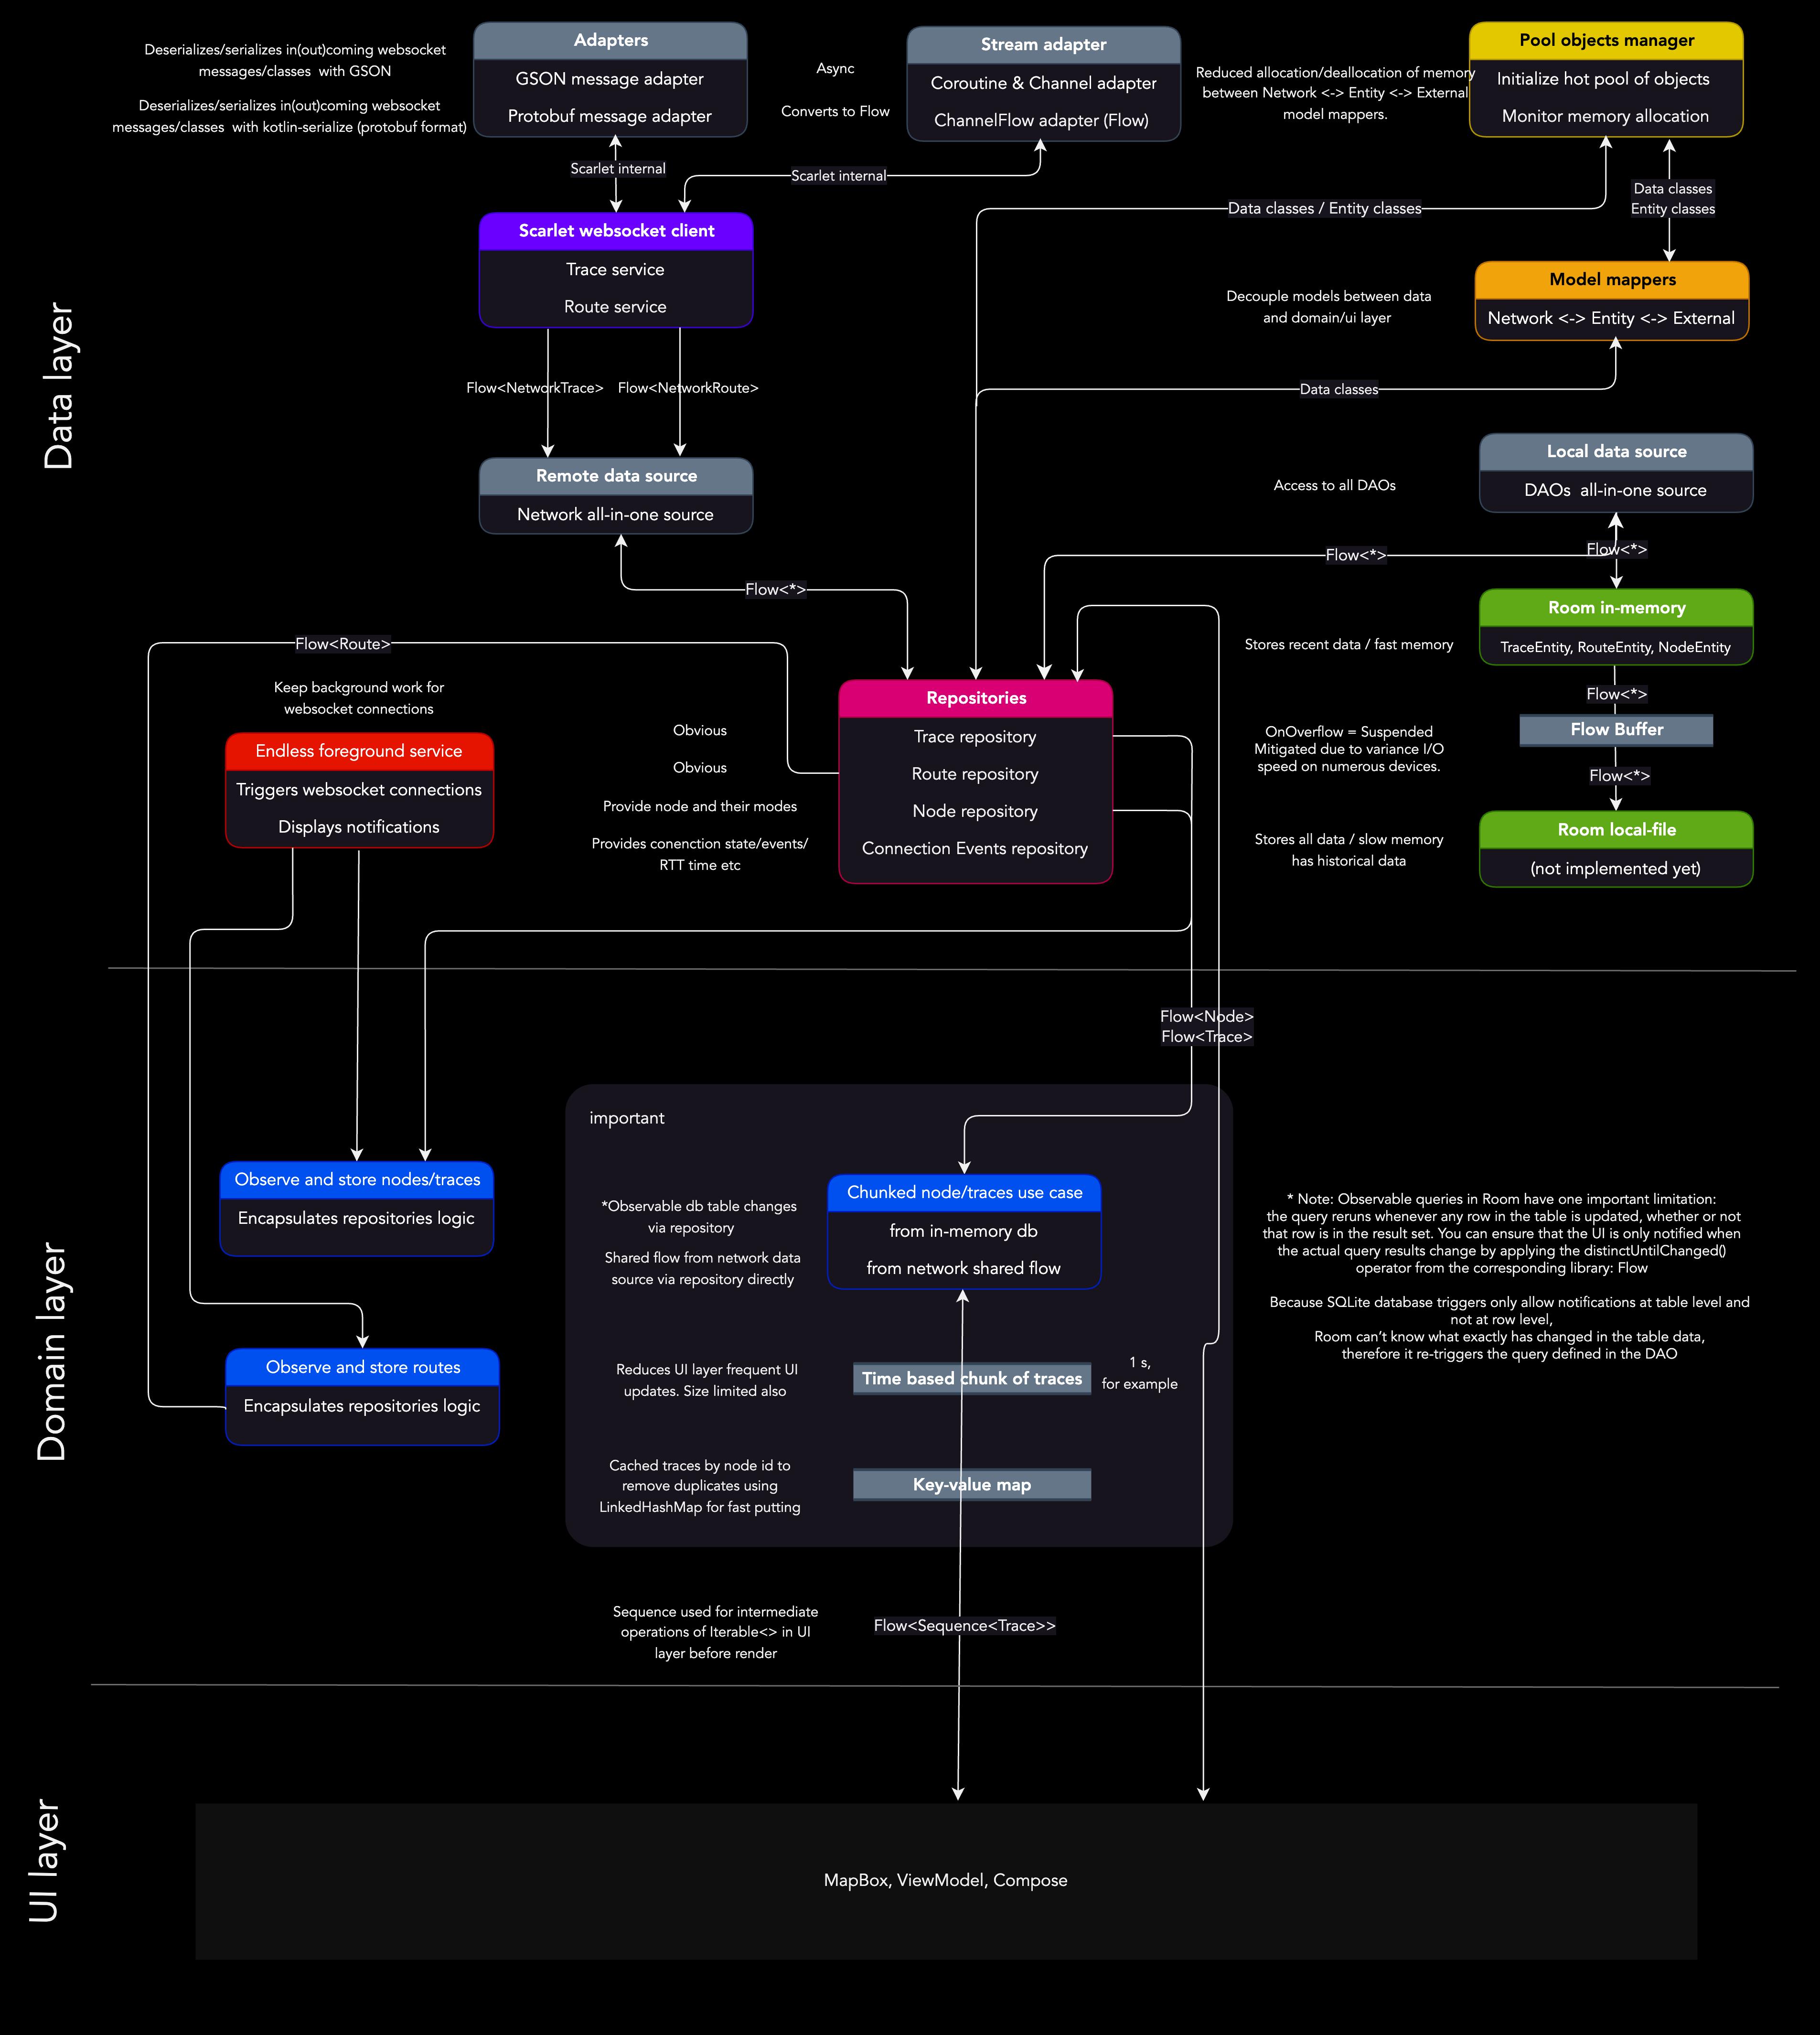 Data layer
Deserializes/serializes in(out)coming websocket
messages/classes  with GSON
Deserializes/serializes in(out)coming websocket
messages/classes  with kotlin-serialize (protobuf format)
Adapters
GSON message adapter
Protobuf message adapter
Async
Converts to Flow
Stream adapter
Coroutine & Channel adapter
ChannelFlow adapter (Flow)
Reduced allocation/deallocation of memory
between Network <-> Entity <-> External
model mappers.
Pool objects manager
Initialize hot pool of objects
Monitor memory allocation
Scarlet internal
Scarlet internal
Data classes / Entity classes
Data classes
Entity classes
Scarlet websocket client
Trace service
Route service
Decouple models between data
and domain/ui layer
Model mappers
Network <-> Entity <-> External
Flow<NetworkTrace>
Flow<NetworkRoute>
Data classes
Remote data source
Network all-in-one source
Access to all DAOs
Local data source
DAOs  all-in-one source
Flow<*>
Flow<*>
Flow<*>
Flow<Route>
Stores recent data / fast memory
Room in-memory
TraceEntity, RouteEntity, NodeEntity
Flow<*>
Keep background work for
websocket connections
Endless foreground service
Triggers websocket connections
Displays notifications
Obvious
Obvious
Provide node and their modes
Provides conenction state/events/
RTT time etc
Repositories
Trace repository
Route repository
Node repository
Connection Events repository
OnOverflow = Suspended
Mitigated due to variance I/O
speed on numerous devices.
Flow Buffer
Flow<*>
Stores all data / slow memory
has historical data
Room local-file
(not implemented yet)
Domain layer
Flow<Node>
Flow<Trace>
important
Observe and store nodes/traces
Encapsulates repositories logic
Observe and store routes
Encapsulates repositories logic
*Observable db table changes
via repository
Shared flow from network data
source via repository directly
Chunked node/traces use case
from in-memory db
from network shared flow
Reduces UI layer frequent UI
updates. Size limited also
Time based chunk of traces
1 s,
for example
Cached traces by node id to
remove duplicates using
LinkedHashMap for fast putting
Key-value map
* Note: Observable queries in Room have one important limitation:
the query reruns whenever any row in the table is updated, whether or not
that row is in the result set. You can ensure that the UI is only notified when
the actual query results change by applying the distinctUntilChanged()
operator from the corresponding library: Flow
Because SQLite database triggers only allow notifications at table level and
not at row level,
Room can't know what exactly has changed in the table data,
therefore it re-triggers the query defined in the DAO
Sequence used for intermediate
operations of Iterable<> in UI
layer before render
Flow<Sequence<Trace>>
UI layer
MapBox, ViewModel, Compose